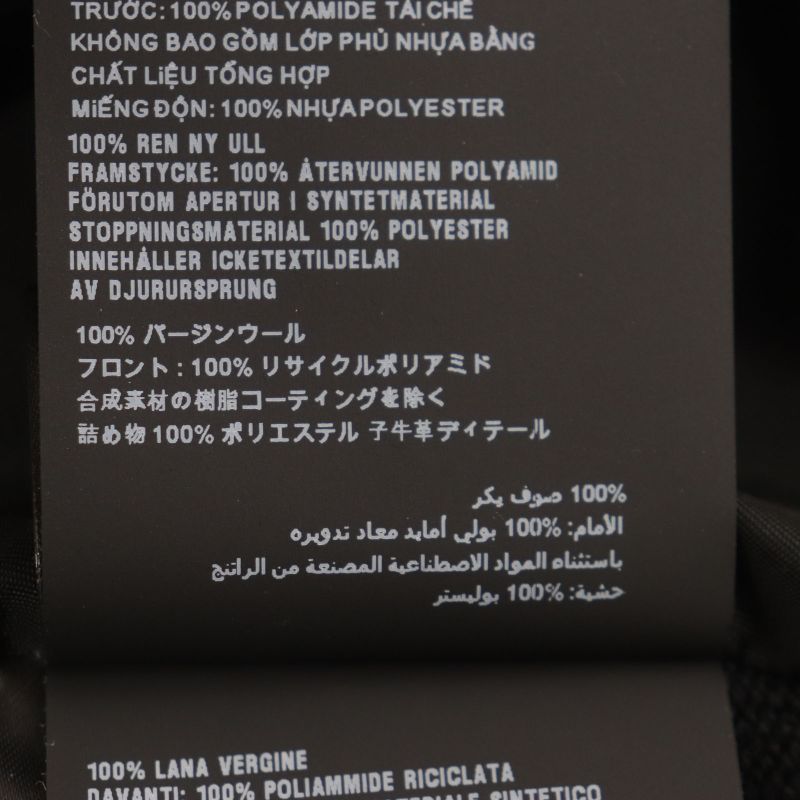 TRƯỚC: 100% POLYAMIDE TÁI CHẾ
KHÔNG BAO GỒM LỚP PHỦ NHỰA BẰNG
CHẤT LIỆU TỔNG HỢP
MIẾNG ĐỘN: 100% NHỰA POLYESTER
100% REN NY ULL
FRAMSTYCKE: 100% ÅTERVUNNEN POLYAMID
FÖRUTOM APERTUR I SYNTETMATERIAL
STOPPNINGSMATERIAL 100% POLYESTER
INNEHÅLLER ICKETEXTILDELAR
AV DJURURSPRUNG
100% バージンウール
フロント : 100% リサイクルポリアミド
合成素材の樹脂コーティングを除く
詰め物 100% ポリエステル 子牛革ディテール
100% صوف بكر
الأمام: 100% بولي أمايد معاد تدويره
باستثناء المواد الاصطناعية المصنعة من الراتنج
حشية: 100% بوليستر
100% LANA VERGINE
DAVANTI: 100% POLIAMMIDE RICICLATA
MATERIALE SINTETICO